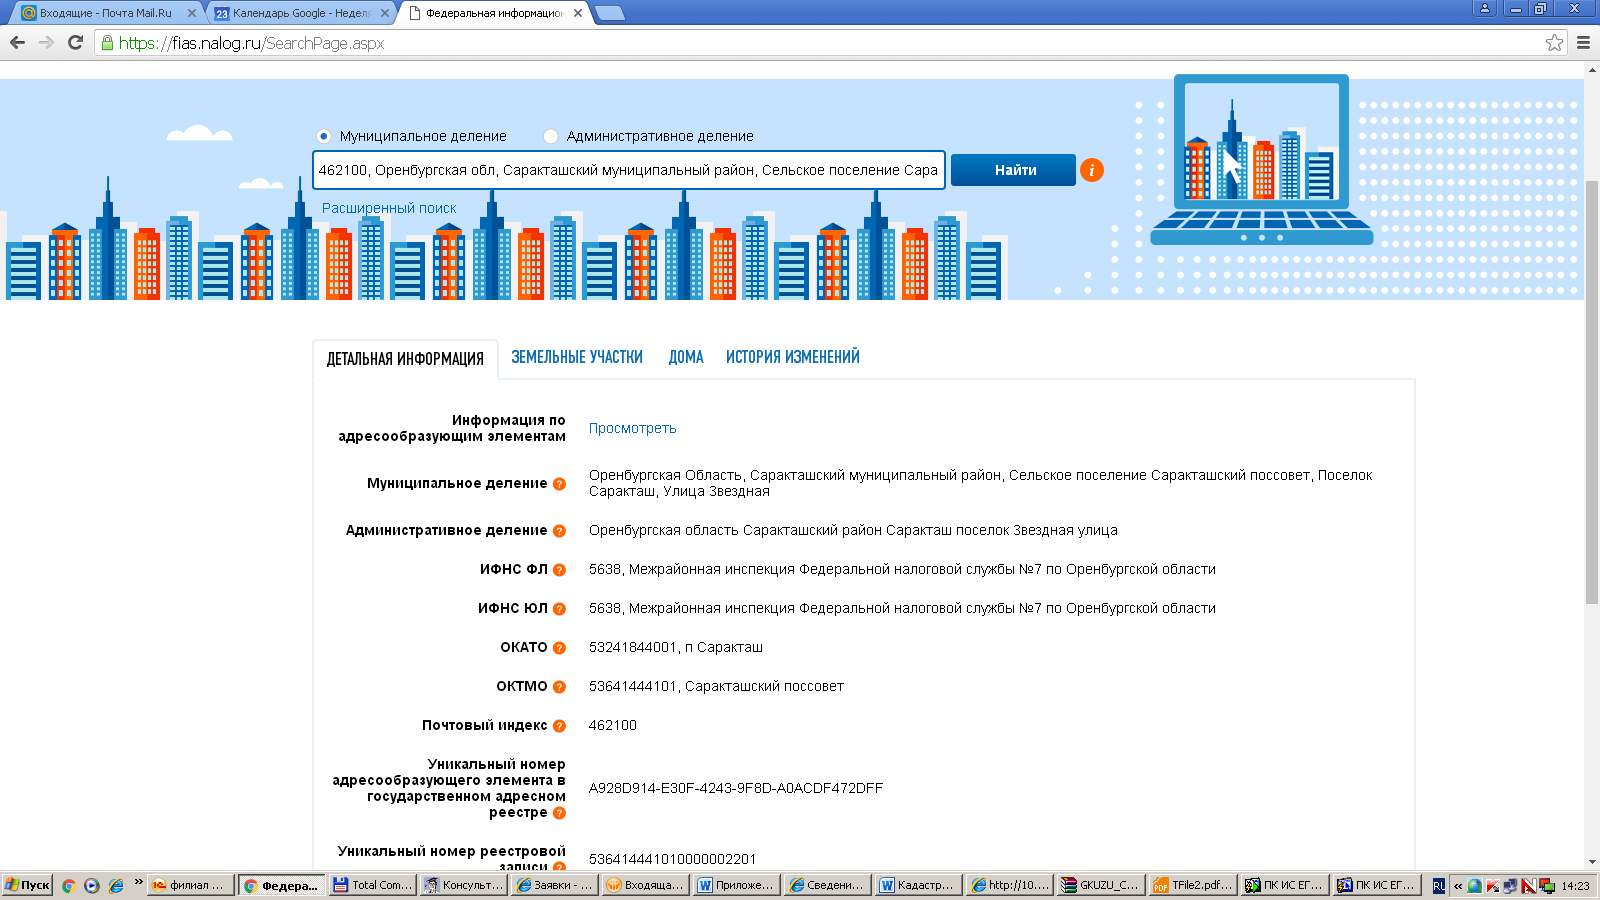 Входящие - Почта Mail.Ru
23 Календарь Google - Неделя
Федеральная информацион
https://fias.nalog.ru/SearchPage.aspx
Муниципальное деление
Административное деление
462100, Оренбургская обл, Саракташский муниципальный район, Сельское поселение Сара
Найти
i
Расширенный поиск
ДЕТАЛЬНАЯ ИНФОРМАЦИЯ
ЗЕМЕЛЬНЫЕ УЧАСТКИ
ДОМА
ИСТОРИЯ ИЗМЕНЕНИЙ
Информация по
адресообразующим элементам
Просмотреть
Муниципальное деление ?
Оренбургская Область, Саракташский муниципальный район, Сельское поселение Саракташский поссовет, Поселок
Саракташ, Улица Звездная
Административное деление ?
Оренбургская область Саракташский район Саракташ поселок Звездная улица
ИФНС ФЛ ?
5638, Межрайонная инспекция Федеральной налоговой службы №7 по Оренбургской области
ИФНС ЮЛ ?
5638, Межрайонная инспекция Федеральной налоговой службы №7 по Оренбургской области
ОКАТО ?
53241844001, п Саракташ
ОКТМО ?
53641444101, Саракташский поссовет
Почтовый индекс ?
462100
Уникальный номер
адресообразующего элемента в
государственном адресном
реестре ?
A928D914-E30F-4243-9F8D-A0ACDF472DFF
Уникальный номер реестровой
записи ?
536414441010000002201
Пуск
»
филиал ...
Федера...
Total Com...
Консульт...
Заявки - ...
Входяща...
Приложе...
Сведени...
Кадастр...
http://10....
GKUZU_C...
TFile2.pdf...
ПК ИС ЕГ...
ПК ИС ЕГ...
RU
«
14:23